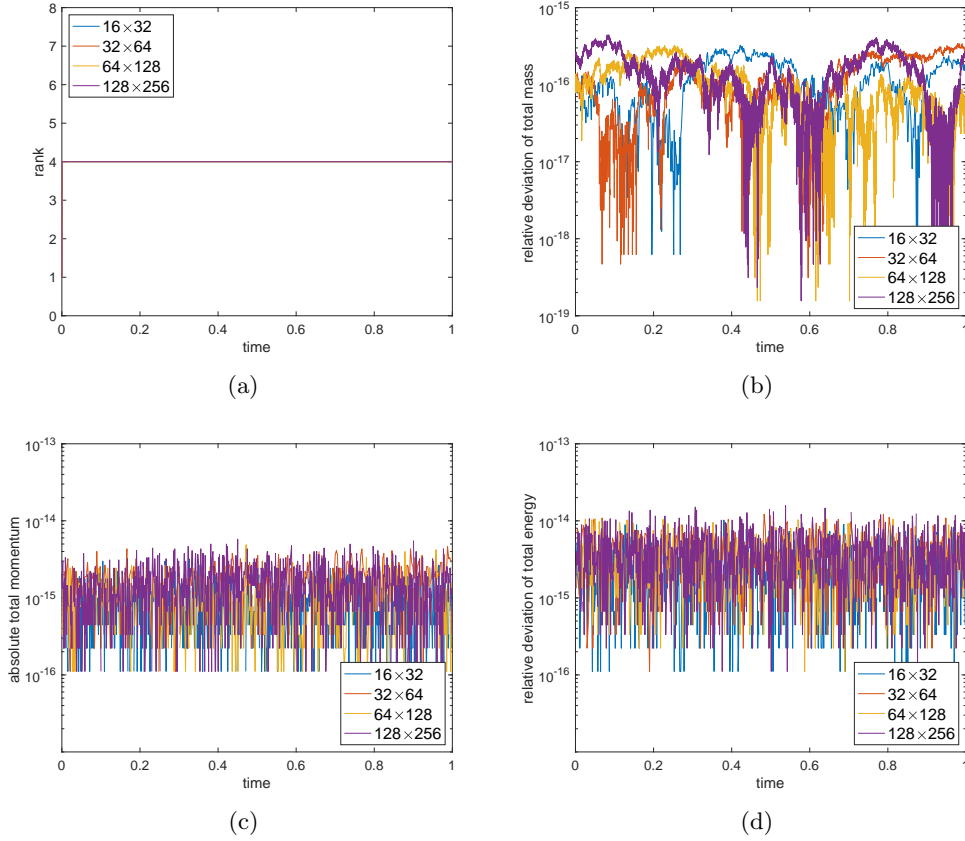 8
7
6
5
4
3
2
1
0
rank
16×32
32×64
64×128
128×256
0 0.2 0.4 0.6 0.8 1
time
(a)
10-15
10-16
10-17
10-18
10-19
relative deviation of total mass
16×32
32×64
64×128
128×256
0 0.2 0.4 0.6 0.8 1
time
(b)
10-13
10-14
10-15
10-16
absolute total momentum
16×32
32×64
64×128
128×256
0 0.2 0.4 0.6 0.8 1
time
(c)
10-13
10-14
10-15
10-16
relative deviation of total energy
16×32
32×64
64×128
128×256
0 0.2 0.4 0.6 0.8 1
time
(d)